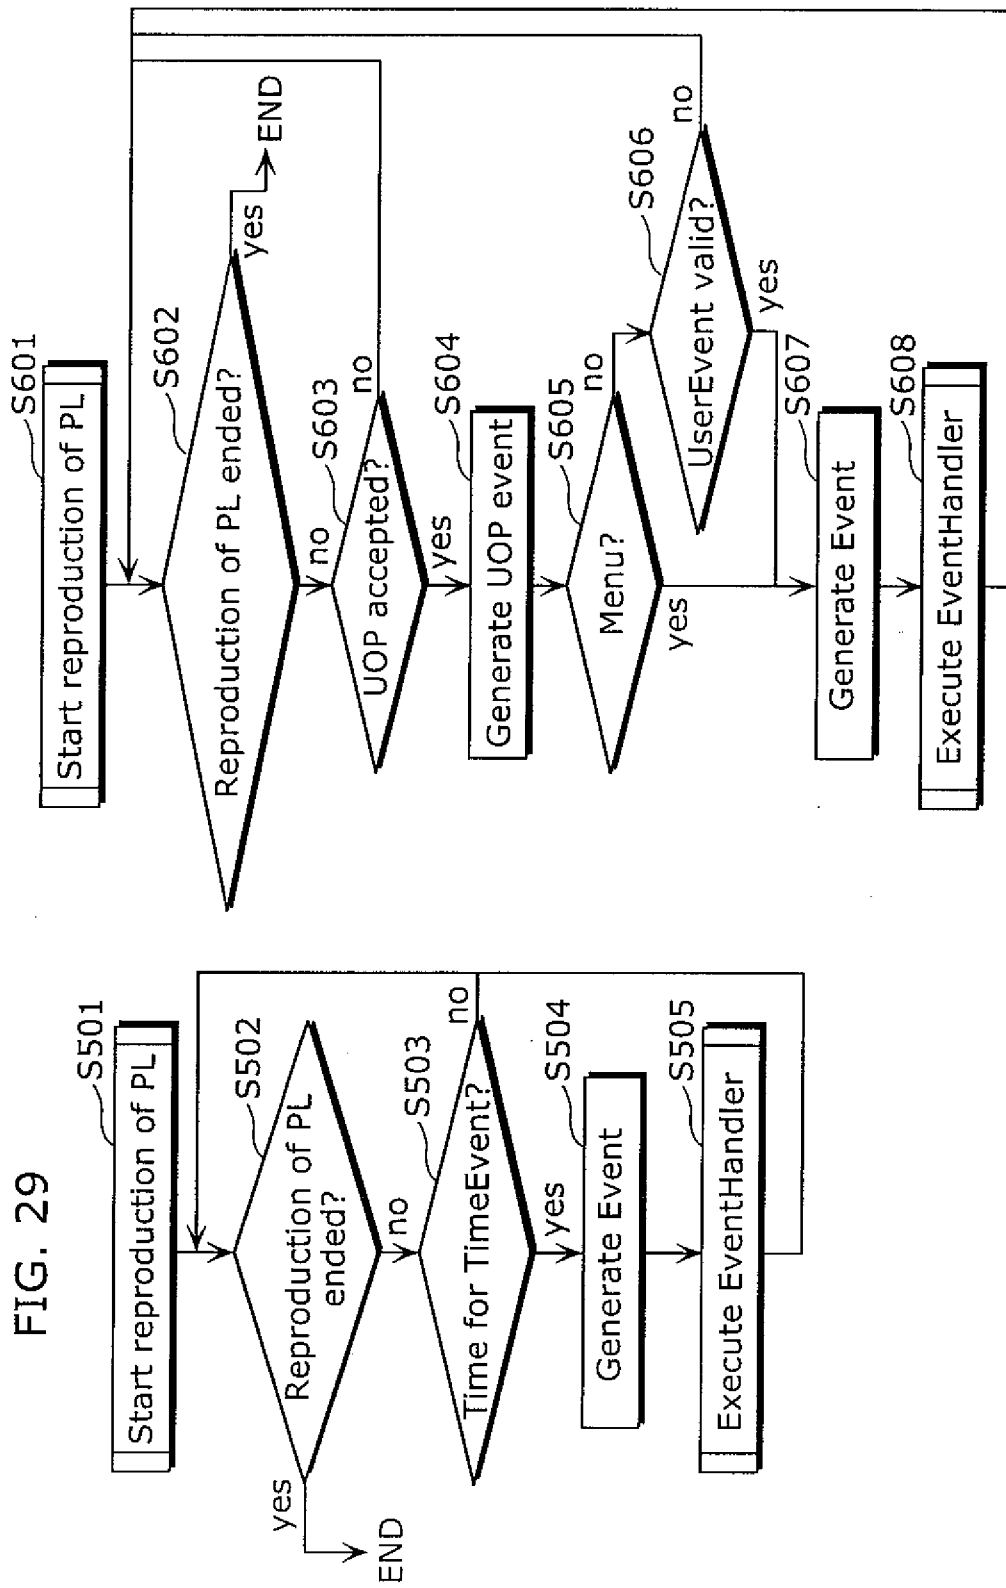 FIG. 29
S501
Start reproduction of PL
S502
Reproduction of PL
ended?
yes
END
no
S503
Time for TimeEvent?
no
yes
S504
Generate Event
S505
Execute EventHandler
S601
Start reproduction of PL
S602
Reproduction of PL ended?
yes
END
no
S603
UOP accepted?
no
yes
S604
Generate UOP event
S605
Menu?
no
yes
S606
UserEvent valid?
no
yes
S607
Generate Event
S608
Execute EventHandler